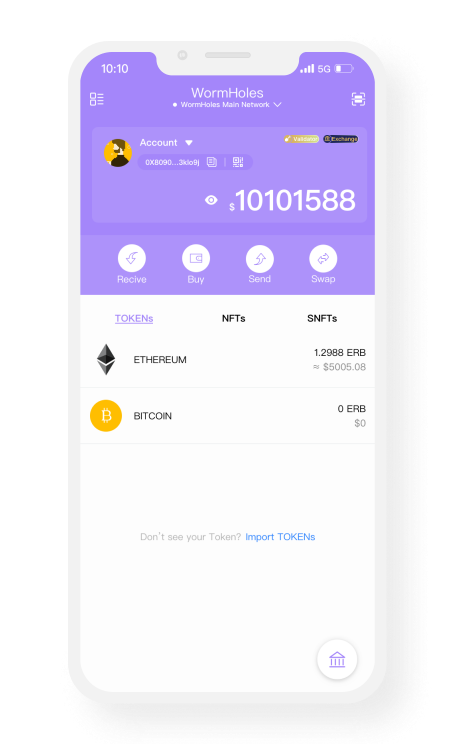 10:10 5G
WormHoles
WormHoles Main Network
Account Validator Exchange
0X8090...3klo9j
$10101588
Recive Buy Send Swap
TOKENs NFTs SNFTs
ETHEREUM 1.2988 ERB
≈ $5005.08
BITCOIN 0 ERB
$0
Don't see your Token? Import TOKENs